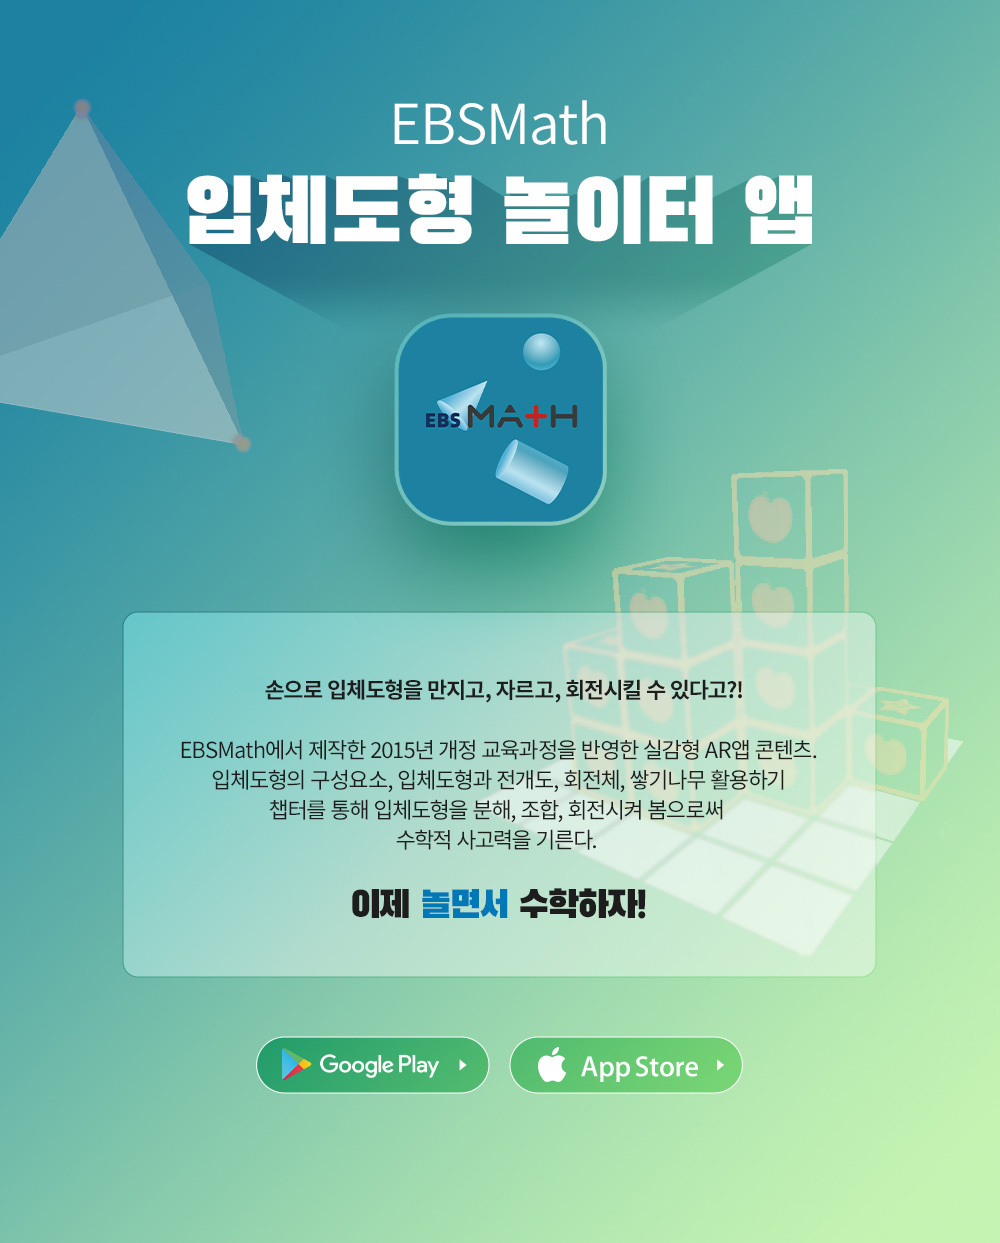 EBSMath
입체도형 놀이터 앱
EBS MATH
손으로 입체도형을 만지고, 자르고, 회전시킬 수 있다고?!
EBSMath에서 제작한 2015년 개정 교육과정을 반영한 실감형 AR앱 콘텐츠.
입체도형의 구성요소, 입체도형과 전개도, 회전체, 쌓기나무 활용하기
챕터를 통해 입체도형을 분해, 조합, 회전시켜 봄으로써
수학적 사고력을 기른다.
이제 놀면서 수학하자!
Google Play
App Store